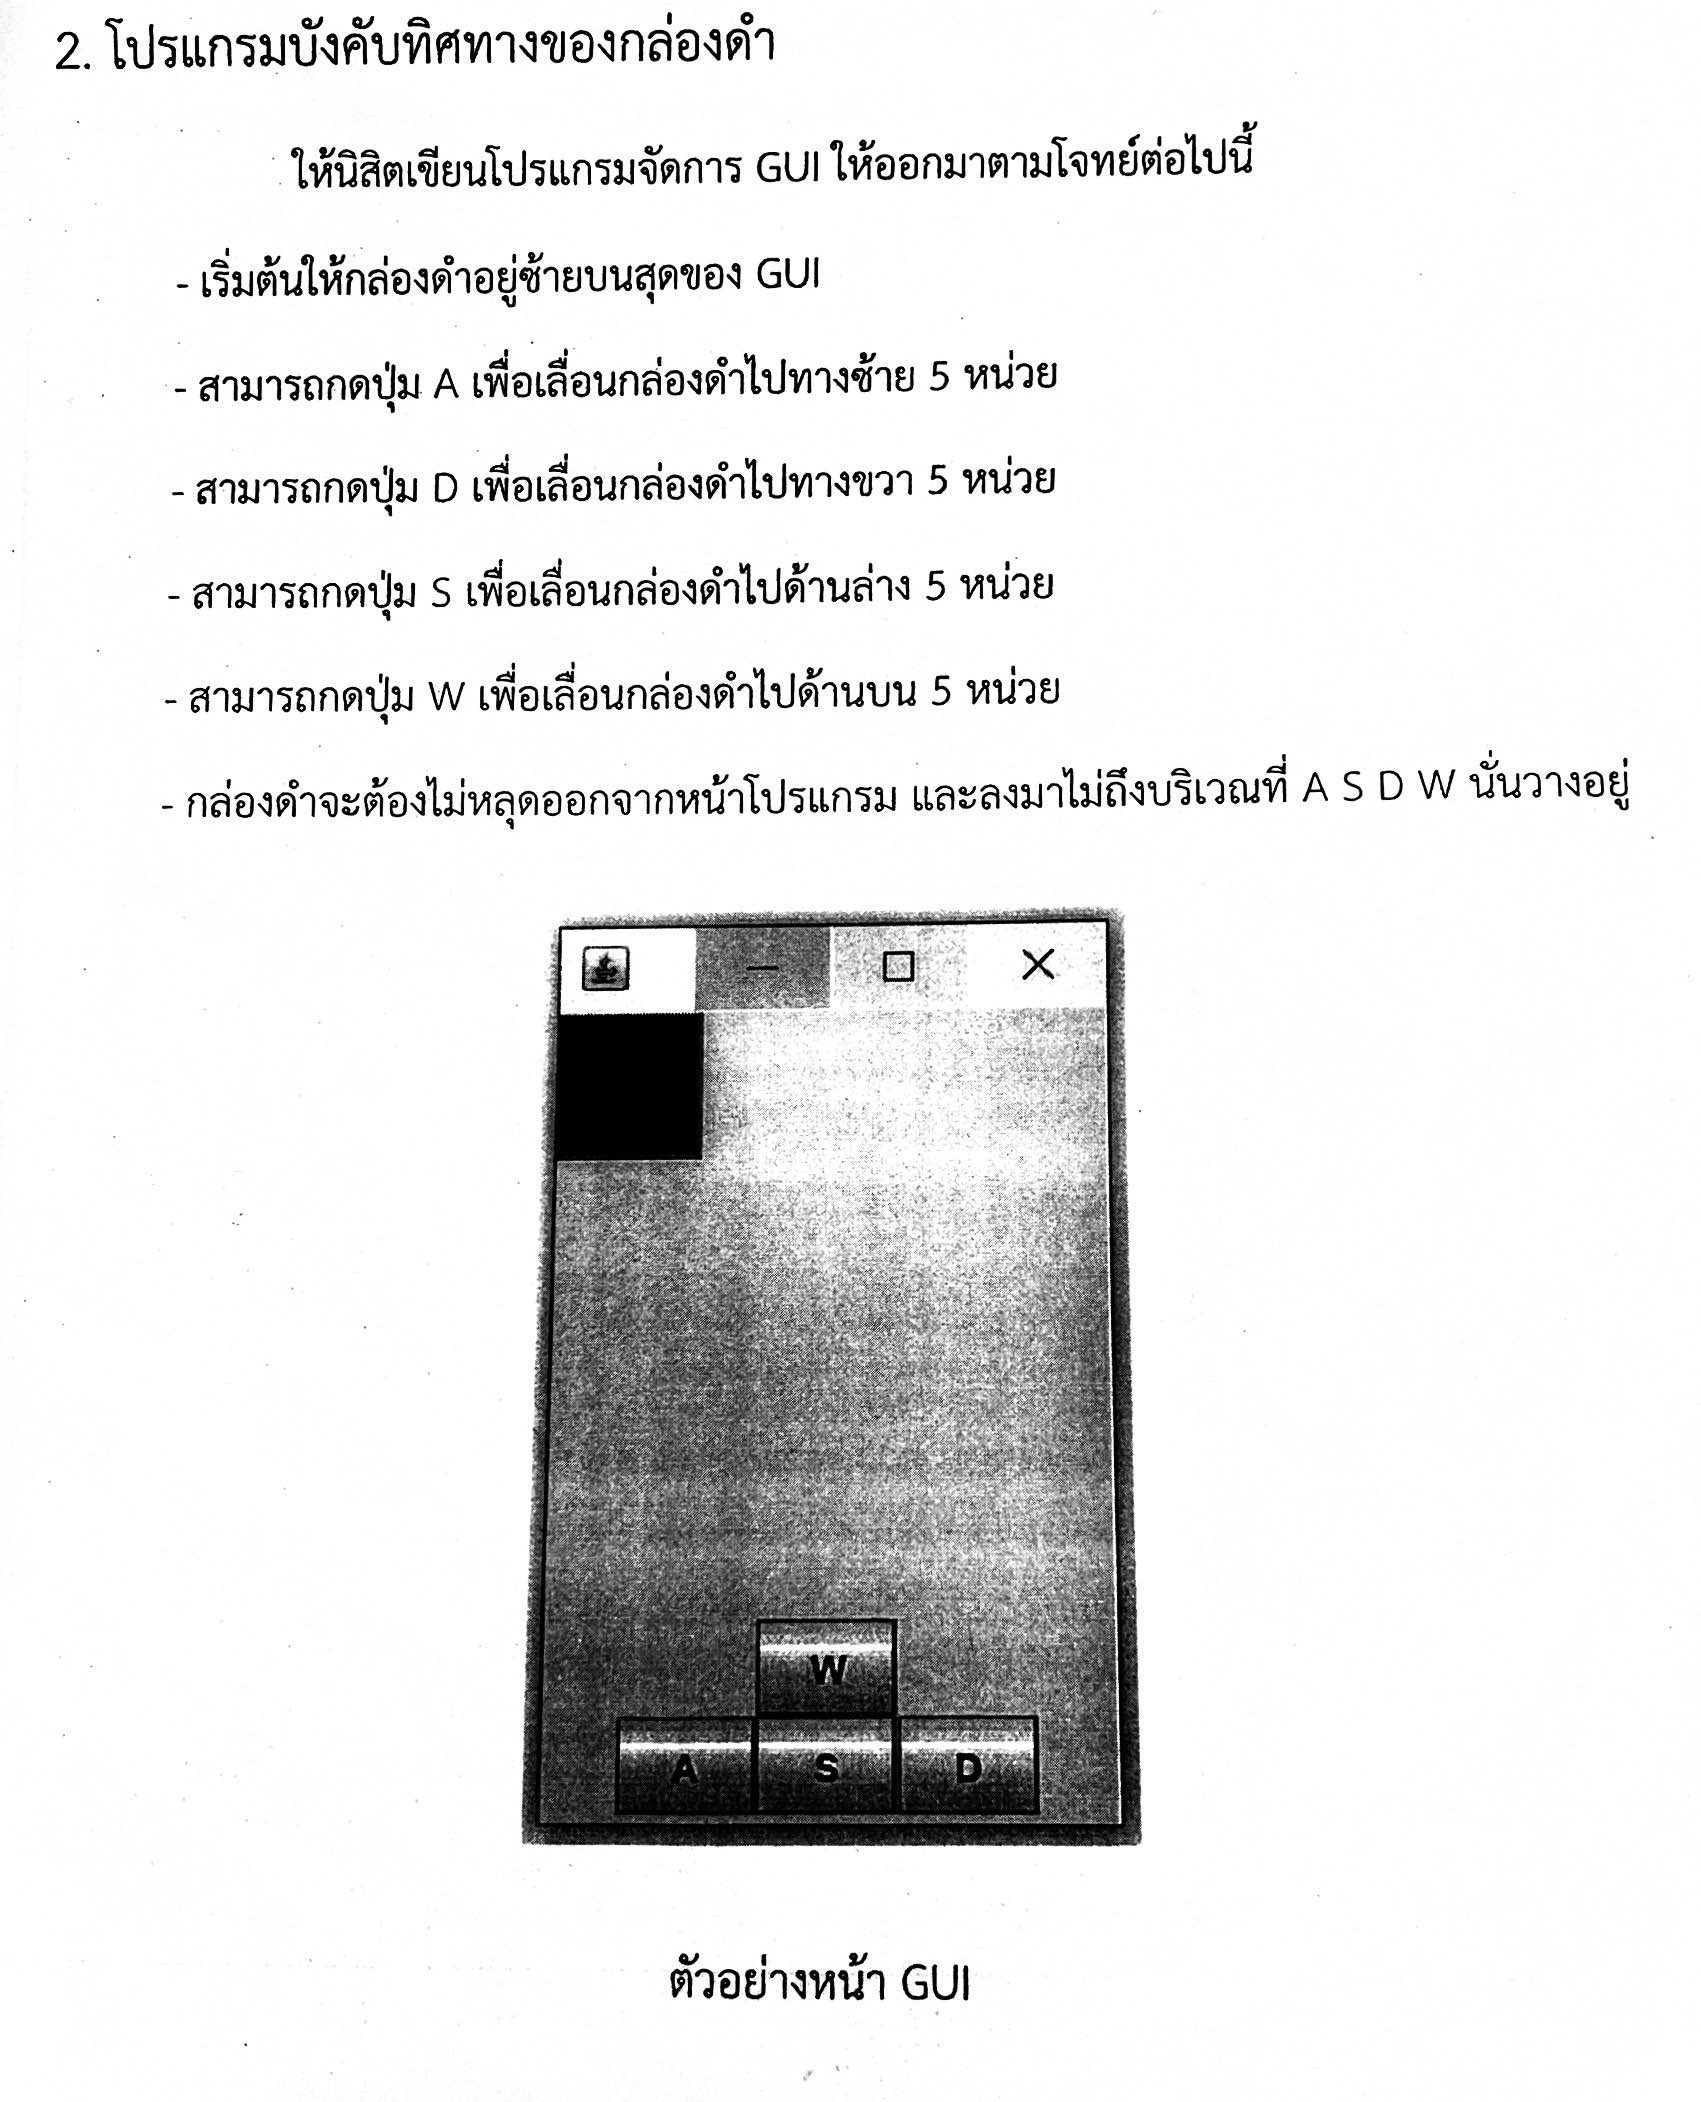 2. โปรแกรมบังคับทิศทางของกล่องดำ
ให้นิสิตเขียนโปรแกรมจัดการ GUI ให้ออกมาตามโจทย์ต่อไปนี้
- เริ่มต้นให้กล่องดำอยู่ซ้ายบนสุดของ GUI
- สามารถกดปุ่ม A เพื่อเลื่อนกล่องดำไปทางซ้าย 5 หน่วย
- สามารถกดปุ่ม D เพื่อเลื่อนกล่องดำไปทางขวา 5 หน่วย
- สามารถกดปุ่ม S เพื่อเลื่อนกล่องดำไปด้านล่าง 5 หน่วย
- สามารถกดปุ่ม W เพื่อเลื่อนกล่องดำไปด้านบน 5 หน่วย
- กล่องดำจะต้องไม่หลุดออกจากหน้าโปรแกรม และลงมาไม่ถึงบริเวณที่ A S D W นั่นวางอยู่
W
A S D
ตัวอย่างหน้า GUI